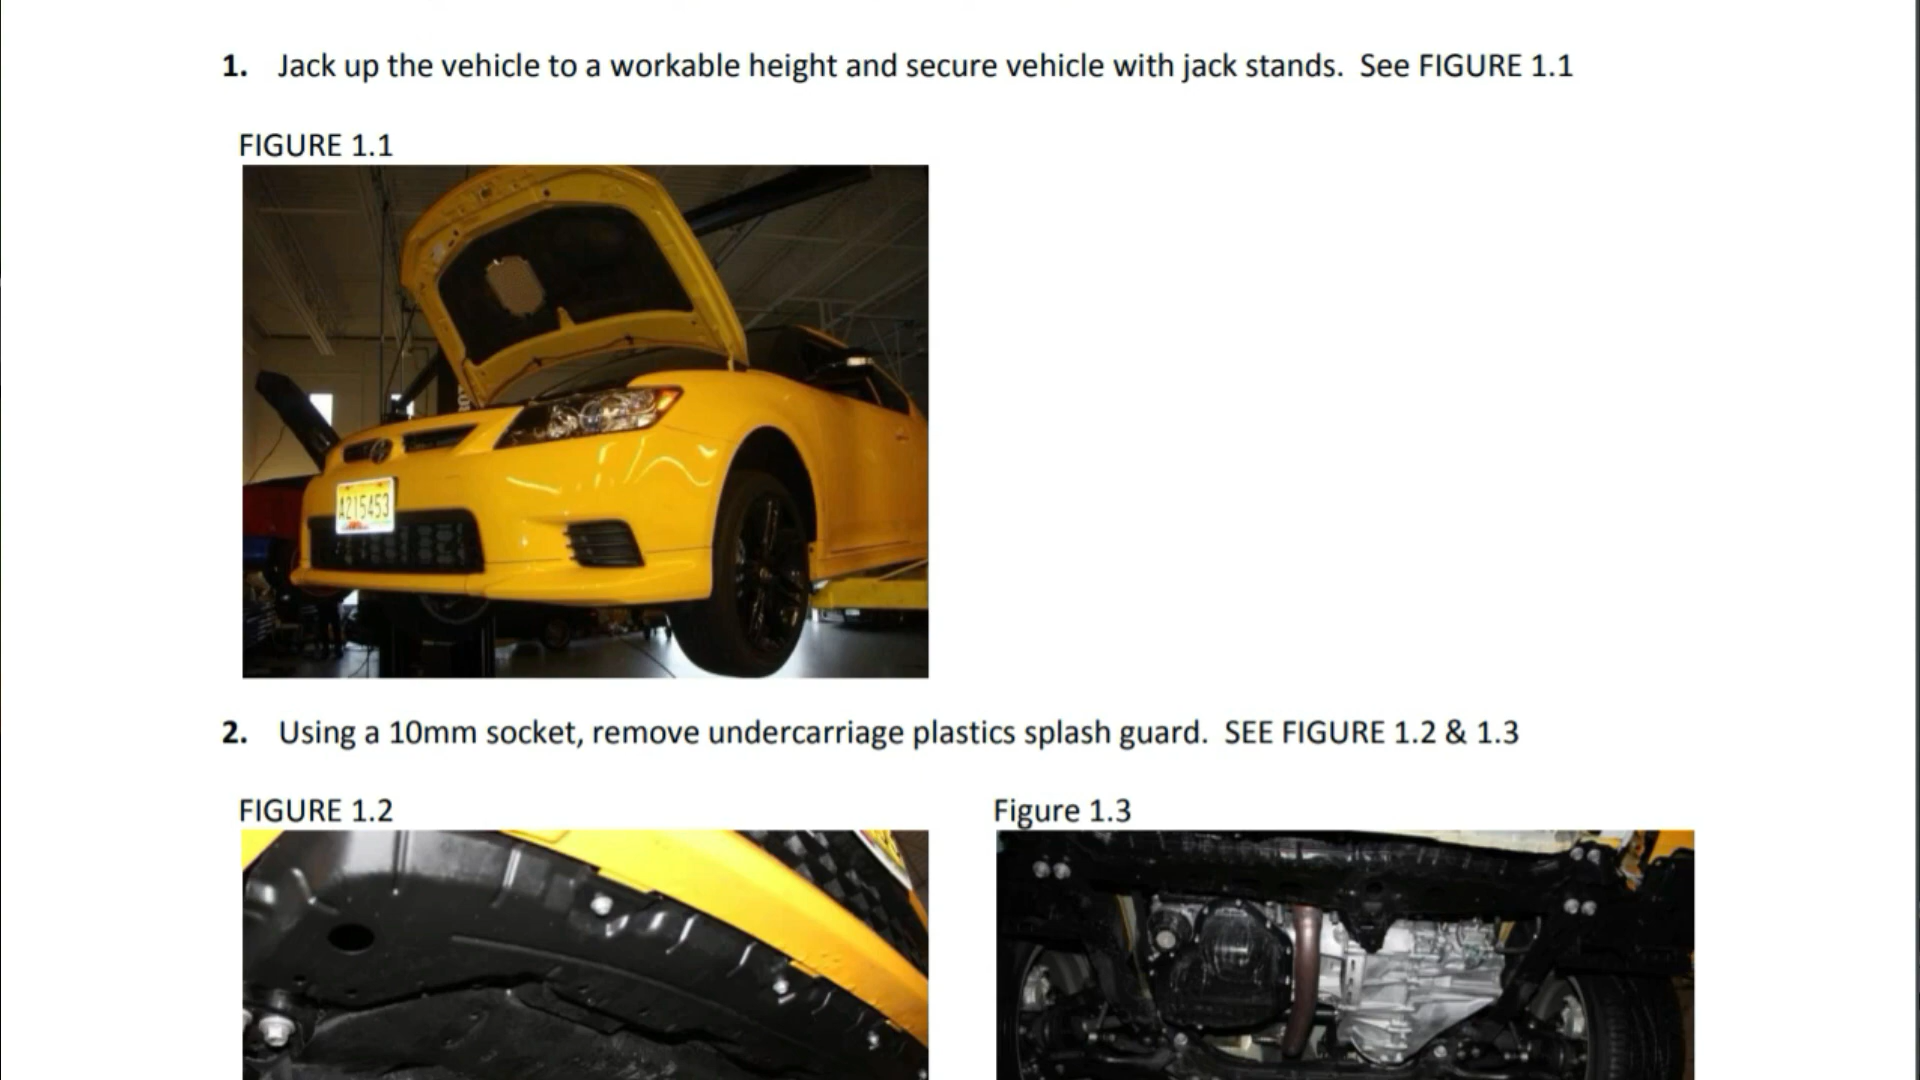 1. Jack up the vehicle to a workable height and secure vehicle with jack stands. See FIGURE 1.1
FIGURE 1.1
A215453
2. Using a 10mm socket, remove undercarriage plastics splash guard. SEE FIGURE 1.2 & 1.3
FIGURE 1.2
Figure 1.3